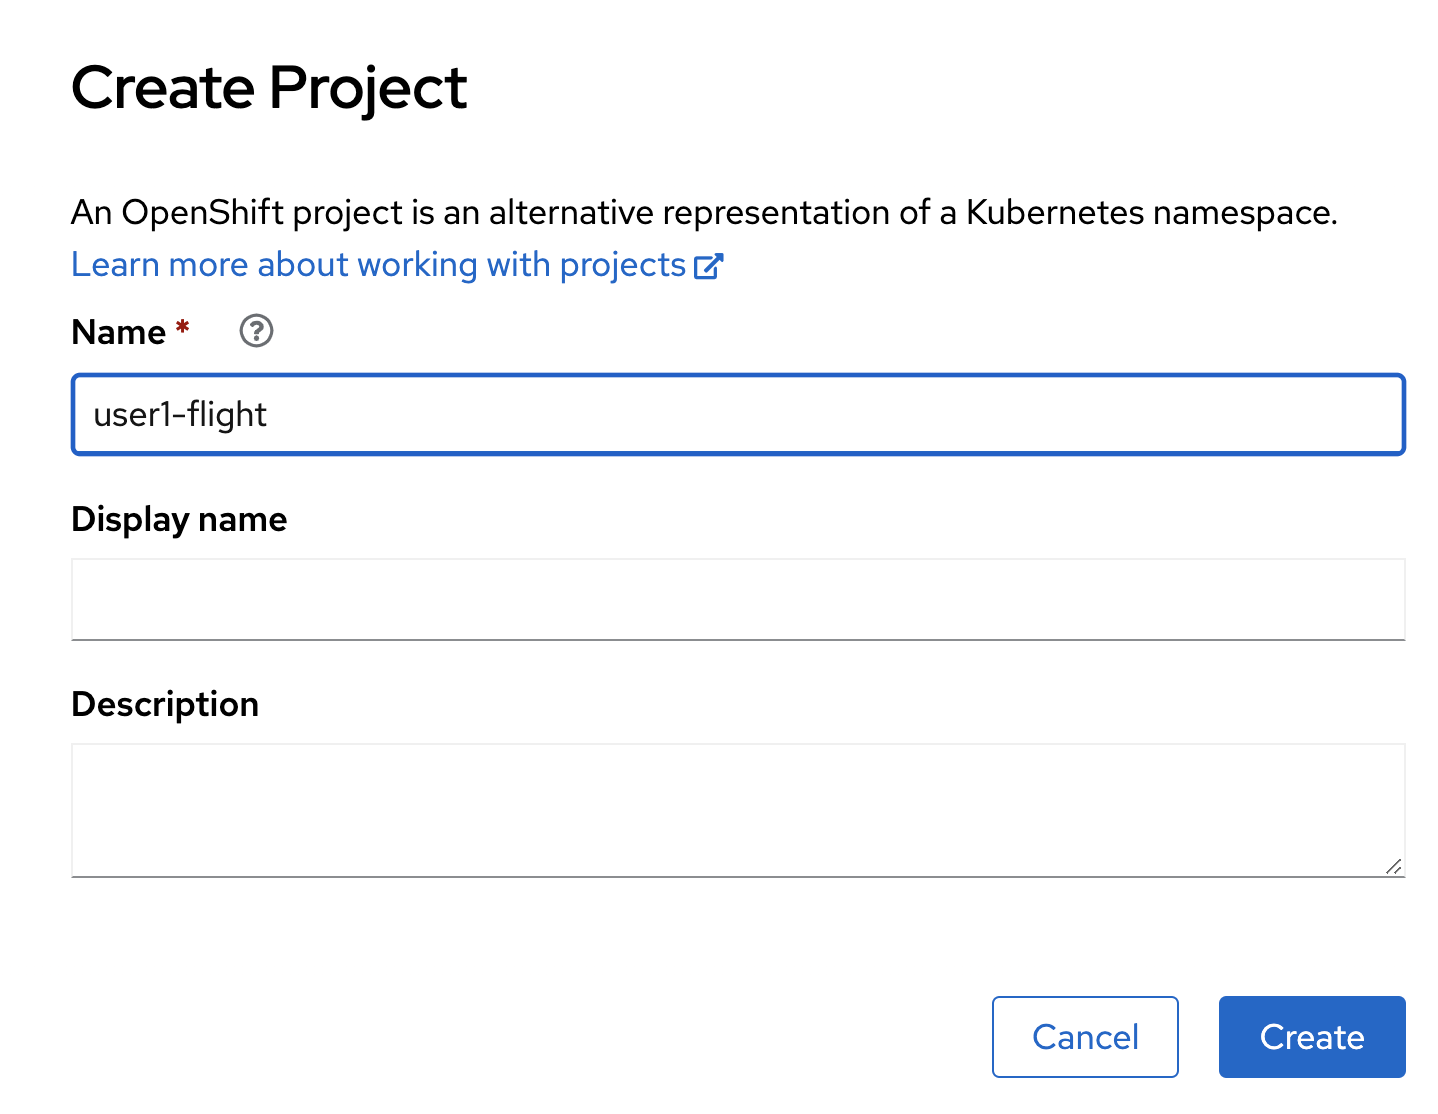 Create Project
An OpenShift project is an alternative representation of a Kubernetes namespace.
Learn more about working with projects
Name *
user1-flight
Display name
Description
Cancel
Create